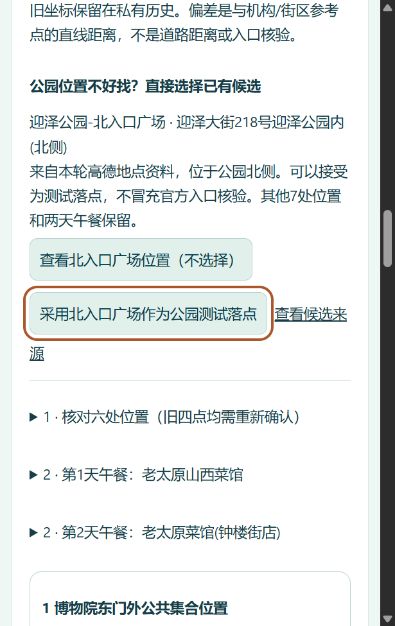 旧坐标保留在私有历史。偏差是与机构/街区参考
点的直线距离，不是道路距离或入口核验。
公园位置不好找？直接选择已有候选
迎泽公园-北入口广场 · 迎泽大街218号迎泽公园内
(北侧)
来自本轮高德地点资料，位于公园北侧。可以接受
为测试落点，不冒充官方入口核验。其他7处位置
和两天午餐保留。
查看北入口广场位置（不选择）
采用北入口广场作为公园测试落点 查看候选来
源
▶ 1 · 核对六处位置（旧四点均需重新确认）
▶ 2 · 第1天午餐：老太原山西菜馆
▶ 2 · 第2天午餐：老太原菜馆(钟楼街店)
1 博物院东门外公共集合位置